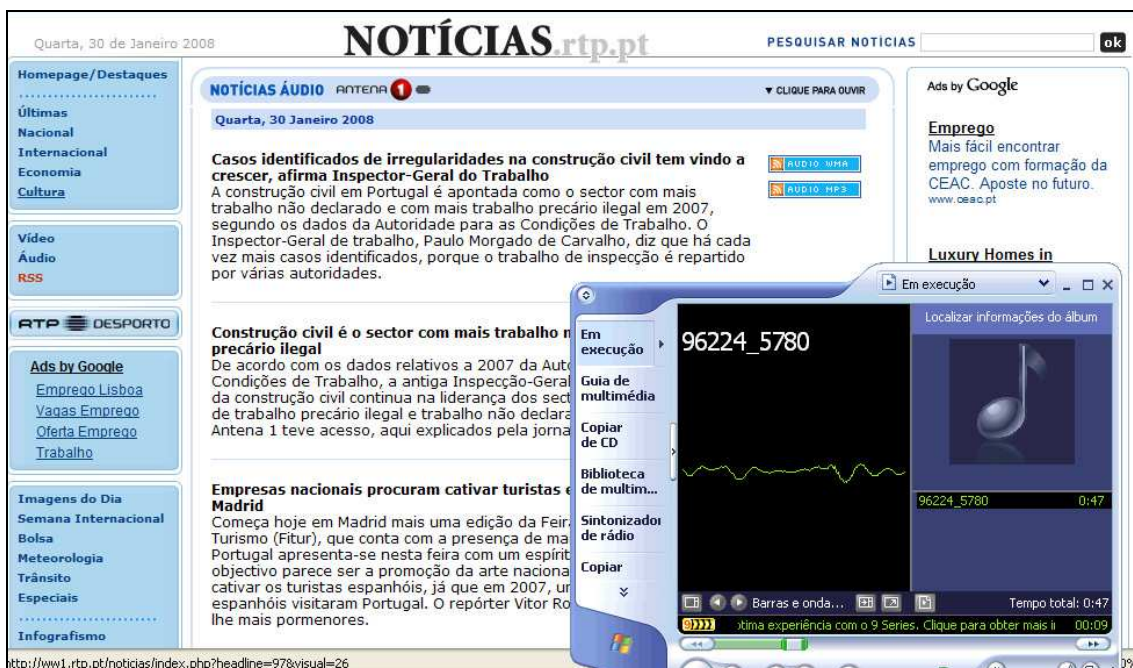 Quarta, 30 de Janeiro 2008
NOTÍCIAS.rtp.pt
PESQUISAR NOTÍCIAS
ok
Homepage/Destaques
Últimas
Nacional
Internacional
Economia
Cultura
Vídeo
Áudio
RSS
RTP DESPORTO
Ads by Google
Emprego Lisboa
Vagas Emprego
Oferta Emprego
Trabalho
Imagens do Dia
Semana Internacional
Bolsa
Meteorologia
Trânsito
Especiais
Infografismo
NOTÍCIAS ÁUDIO ANTENA 1
CLIQUE PARA OUVIR
Quarta, 30 Janeiro 2008
Casos identificados de irregularidades na construção civil tem vindo a
crescer, afirma Inspector-Geral do Trabalho
A construção civil em Portugal é apontada como o sector com mais
trabalho não declarado e com mais trabalho precário ilegal em 2007,
segundo os dados da Autoridade para as Condições de Trabalho. O
Inspector-Geral de trabalho, Paulo Morgado de Carvalho, diz que há cada
vez mais casos identificados, porque o trabalho de inspecção é repartido
por várias autoridades.
AUDIO WMA
AUDIO MP3
Construção civil é o sector com mais trabalho
precário ilegal
De acordo com os dados relativos a 2007 da
Condições de Trabalho, a antiga Inspecção-Geral
da construção civil continua na liderança dos
de trabalho precário ilegal e trabalho não
Antena 1 teve acesso, aqui explicados pela
Empresas nacionais procuram cativar turistas
Madrid
Começa hoje em Madrid mais uma edição da
Turismo (Fitur), que conta com a presença de
Portugal apresenta-se nesta feira com um
objectivo parece ser a promoção da arte
cativar os turistas espanhóis, já que em 2007,
espanhóis visitaram Portugal. O repórter Vitor
lhe mais pormenores.
Ads by Google
Emprego
Mais fácil encontrar
emprego com formação da
CEAC. Aposte no futuro.
www.ceac.pt
Luxury Homes in
Em execução
Em
execução
Guia de
multimédia
Copiar
de CD
Biblioteca
de multim...
Sintonizador
de rádio
Copiar
96224_5780
Localizar informações do álbum
96224_5780 0:47
Barras e onda...
Tempo total: 0:47
experiência com o 9 Series. Clique para obter mais
00:09
http://ww1.rtp.pt/noticias/index.php?headline=97&visual=26